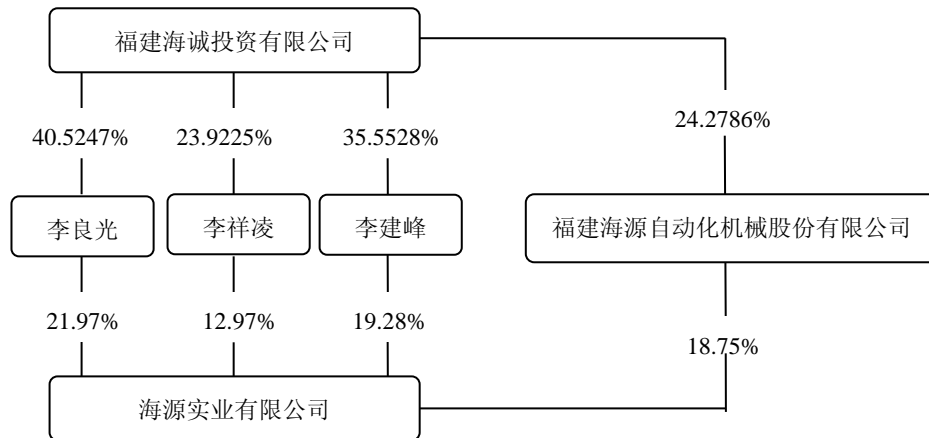 福建海诚投资有限公司
40.5247%
23.9225%
35.5528%
24.2786%
李良光
李祥凌
李建峰
福建海源自动化机械股份有限公司
21.97%
12.97%
19.28%
18.75%
海源实业有限公司